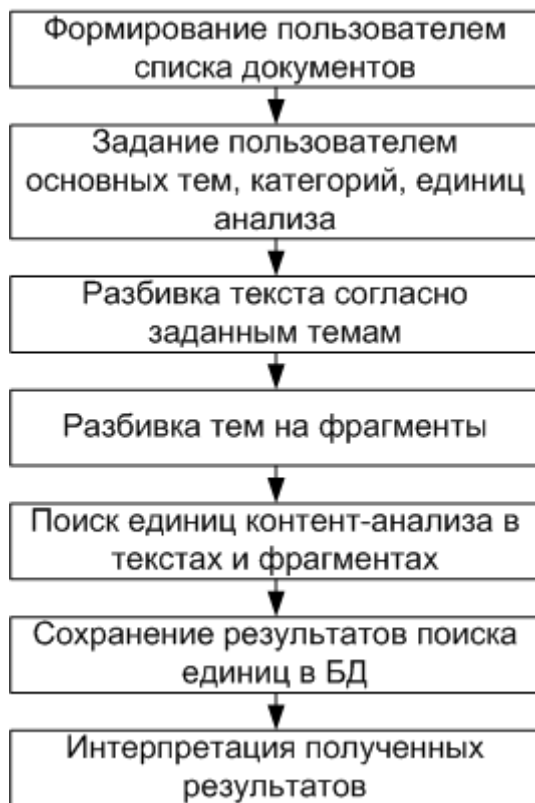 Формирование пользователем
списка документов
Задание пользователем
основных тем, категорий, единиц
анализа
Разбивка текста согласно
заданным темам
Разбивка тем на фрагменты
Поиск единиц контент-анализа в
текстах и фрагментах
Сохранение результатов поиска
единиц в БД
Интерпретация полученных
результатов